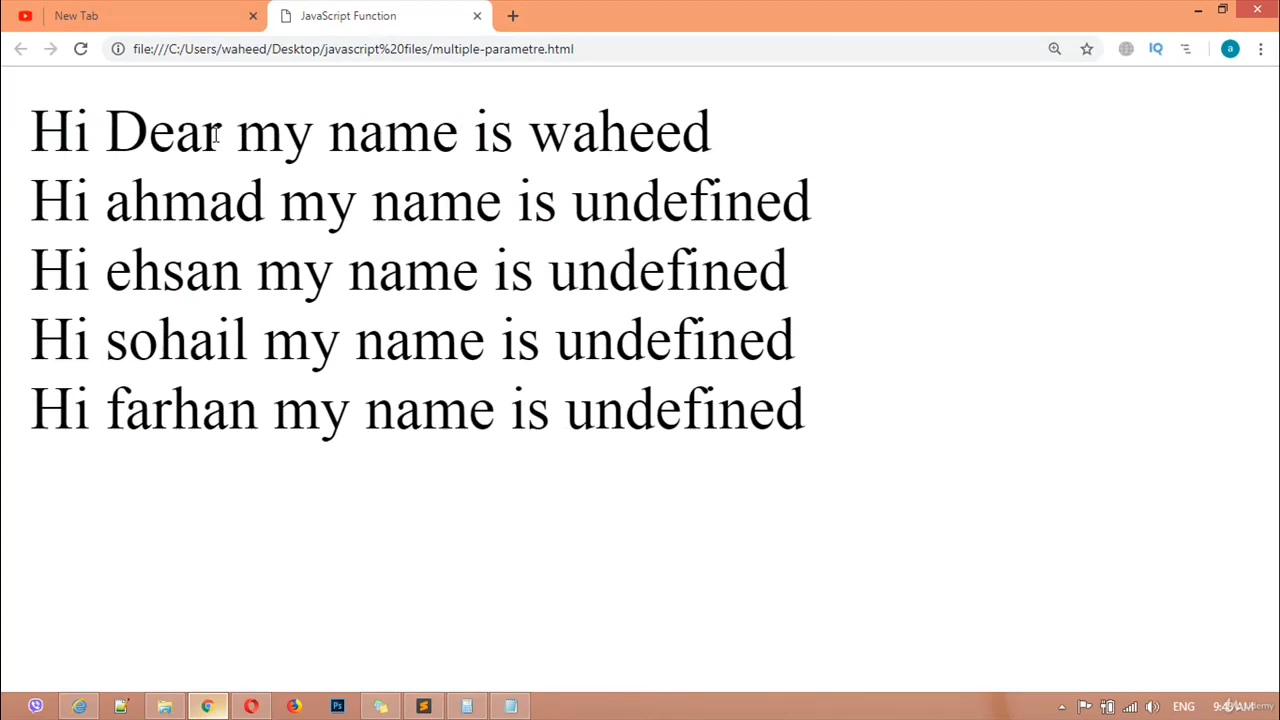 New Tab
JavaScript Function
file:///C:/Users/waheed/Desktop/javascript%20files/multiple-parametre.html
IQ
a
Hi Dear my name is waheed
Hi ahmad my name is undefined
Hi ehsan my name is undefined
Hi sohail my name is undefined
Hi farhan my name is undefined
Ps
ENG